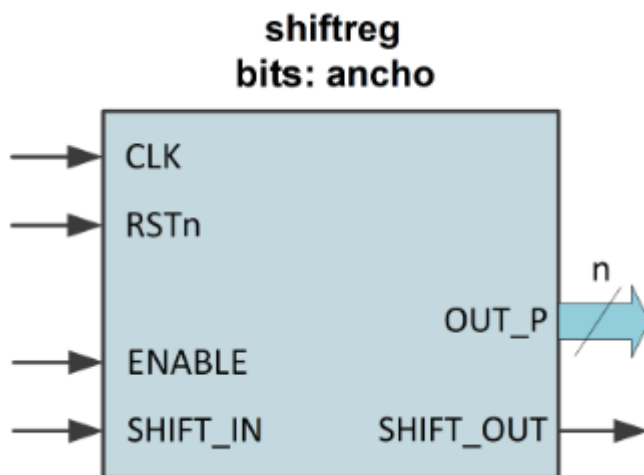 shiftreg
bits: ancho
CLK
RSTn
n
OUT_P
ENABLE
SHIFT_IN SHIFT_OUT